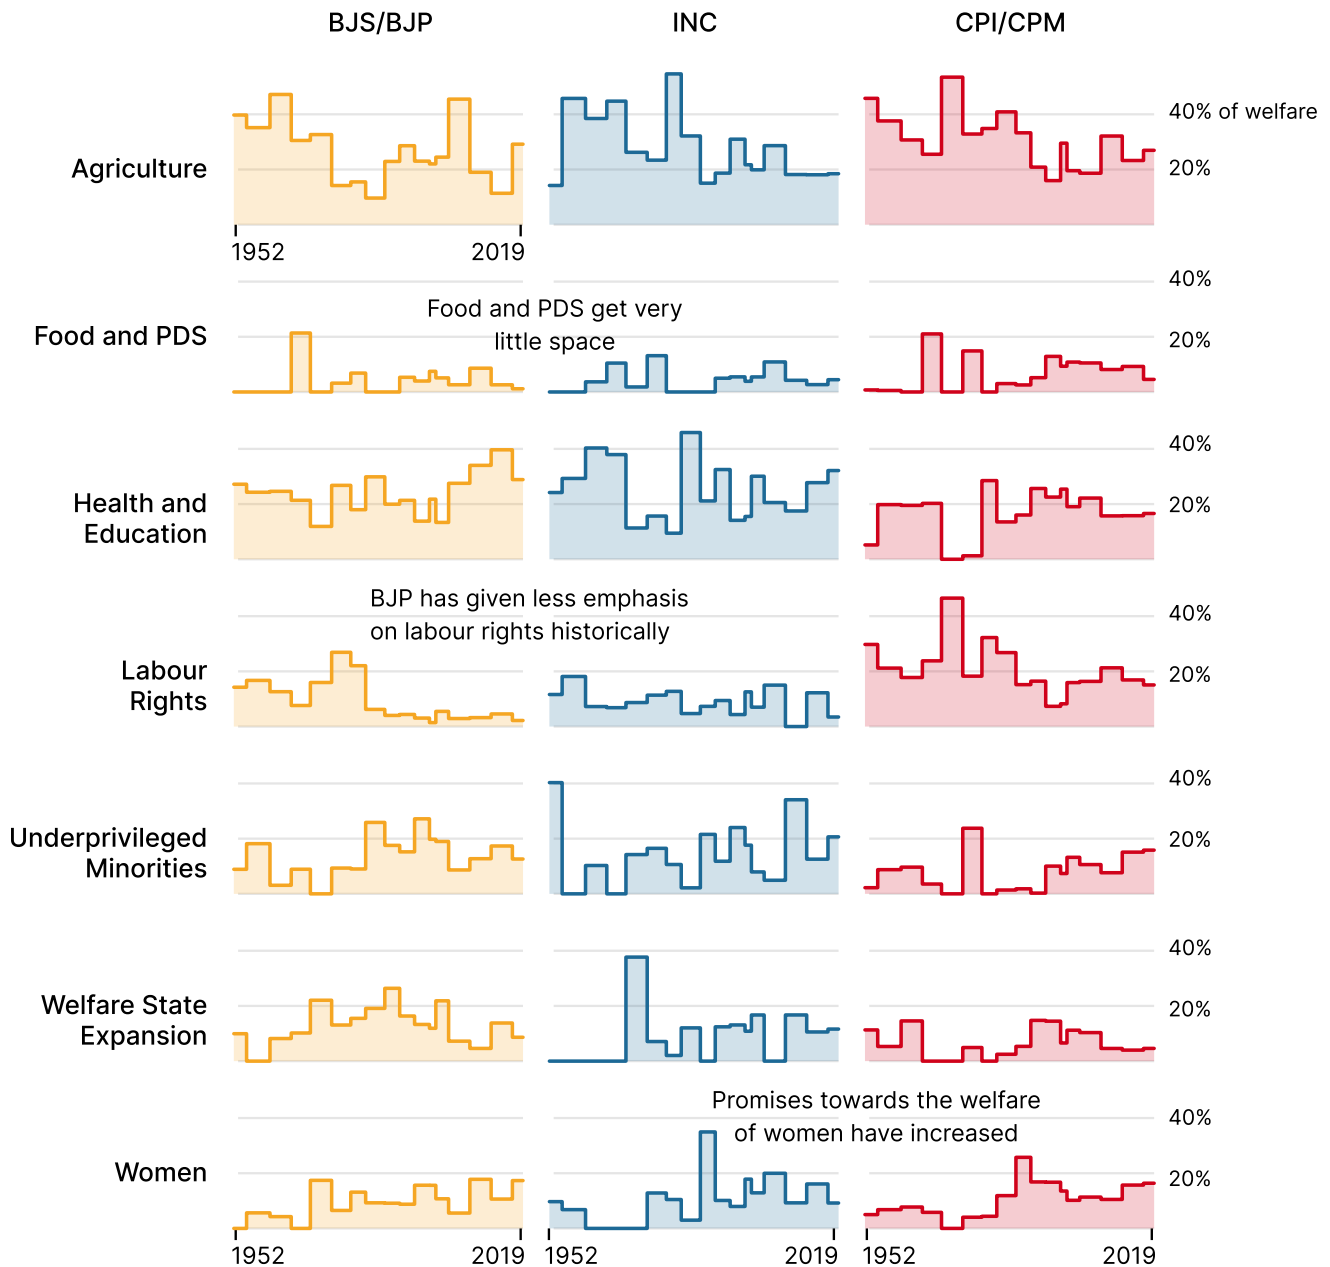 BJS/BJP INC CPI/CPM
40% of welfare
Agriculture
20%
1952 2019
40%
Food and PDS get very
little space
Food and PDS
20%
40%
Health and
Education
20%
BJP has given less emphasis
on labour rights historically
40%
Labour
Rights
20%
40%
Underprivileged
Minorities
20%
40%
Welfare State
Expansion
20%
Promises towards the welfare
of women have increased
40%
Women
20%
1952 2019 1952 2019 1952 2019